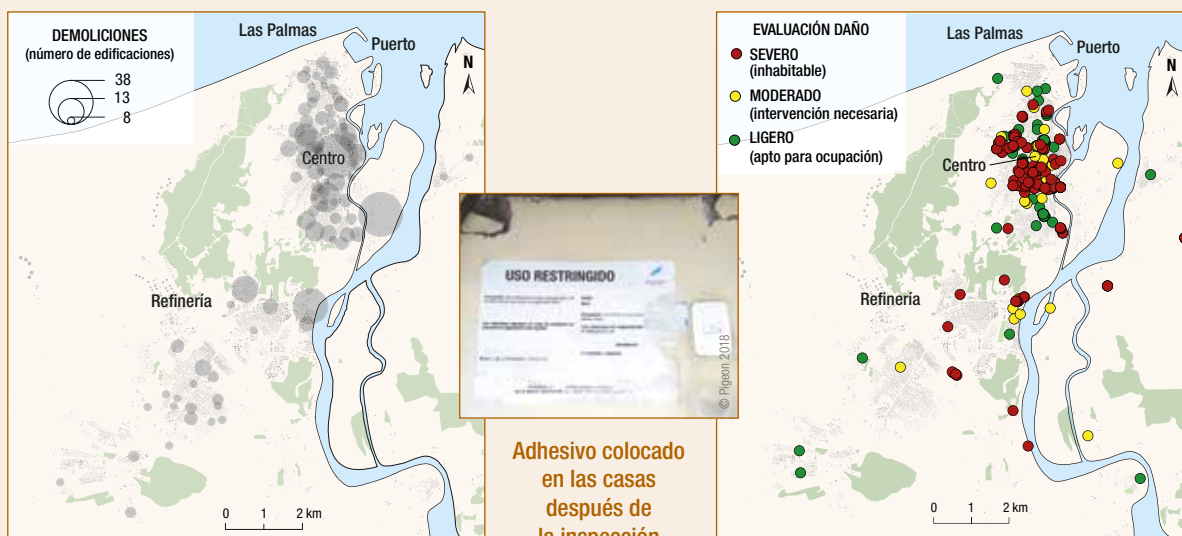 DEMOLICIONES
(número de edificaciones)
38
13
8
Las Palmas
Puerto
N
Centro
Refinería
0 1 2 km
USO RESTRINGIDO
© Pigeon 2018
Adhesivo colocado
en las casas
después de
la inspección
EVALUACIÓN DAÑO
SEVERO
(inhabitable)
MODERADO
(intervención necesaria)
LIGERO
(apto para ocupación)
Las Palmas
Puerto
N
Centro
Refinería
0 1 2 km